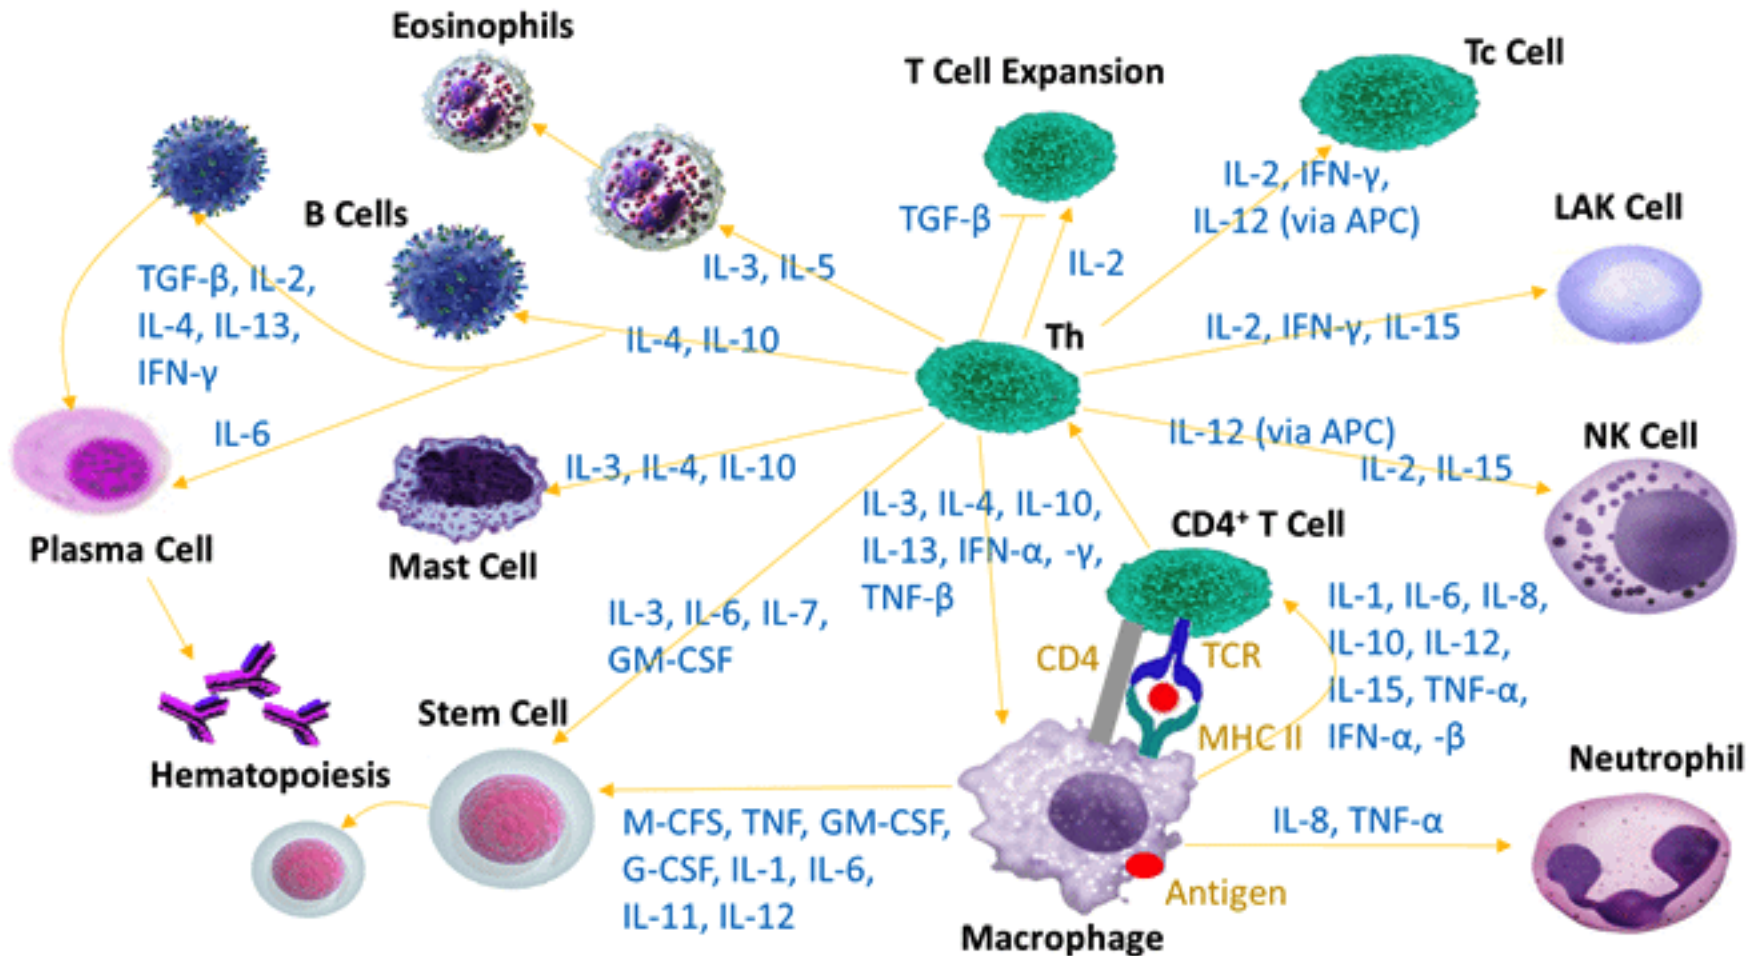 Eosinophils
T Cell Expansion
Tc Cell
B Cells
TGF-β
IL-2
IL-3, IL-5
IL-2, IFN-γ,
IL-12 (via APC)
LAK Cell
TGF-β, IL-2,
IL-4, IL-13,
IFN-γ
IL-4, IL-10
Th
IL-2, IFN-γ, IL-15
IL-6
IL-3, IL-4, IL-10
IL-12 (via APC)
IL-2, IL-15
NK Cell
Plasma Cell
Mast Cell
IL-3, IL-4, IL-10,
IL-13, IFN-α, -γ,
TNF-β
CD4⁺ T Cell
IL-3, IL-6, IL-7,
GM-CSF
CD4
TCR
MHC II
IL-1, IL-6, IL-8,
IL-10, IL-12,
IL-15, TNF-α,
IFN-α, -β
Stem Cell
Hematopoiesis
Neutrophil
M-CFS, TNF, GM-CSF,
G-CSF, IL-1, IL-6,
IL-11, IL-12
IL-8, TNF-α
Antigen
Macrophage